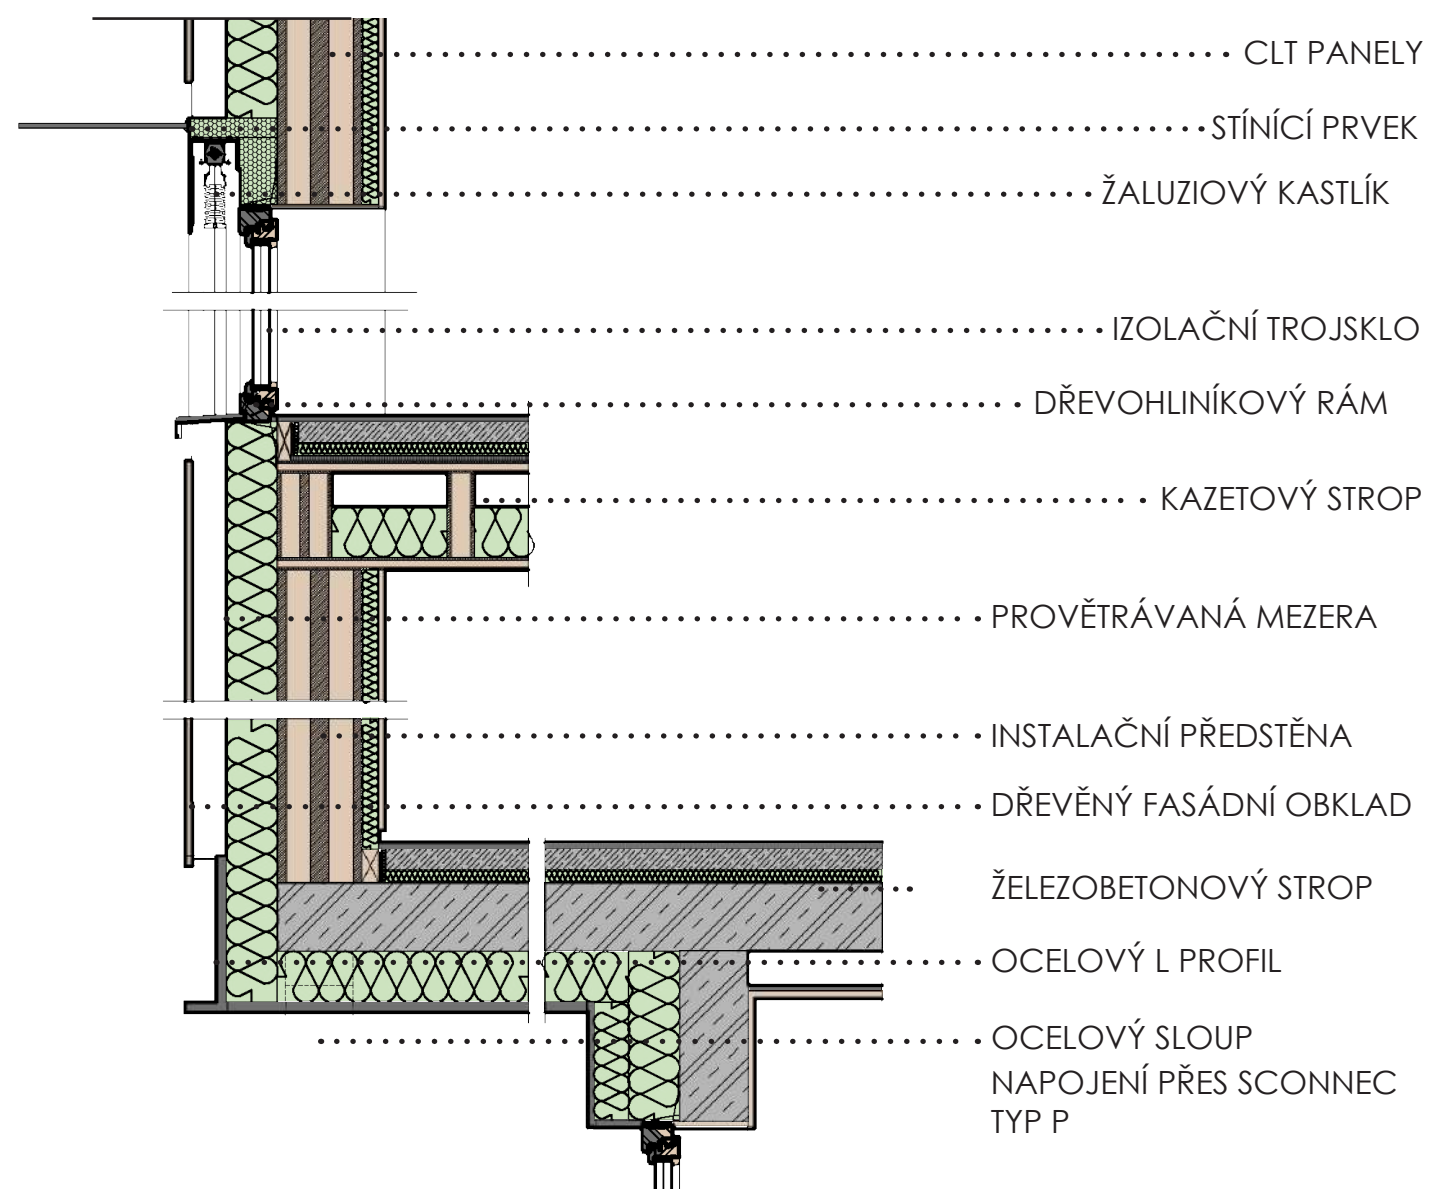 CLT PANELY
STÍNÍCÍ PRVEK
ŽALUZIOVÝ KASTLÍK
IZOLAČNÍ TROJSKLO
DŘEVOHLINÍKOVÝ RÁM
KAZETOVÝ STROP
PROVĚTRÁVANÁ MEZERA
INSTALAČNÍ PŘEDSTĚNA
DŘEVĚNÝ FASÁDNÍ OBKLAD
ŽELEZOBETONOVÝ STROP
OCELOVÝ L PROFIL
OCELOVÝ SLOUP
NAPOJENÍ PŘES SCONNEC
TYP P